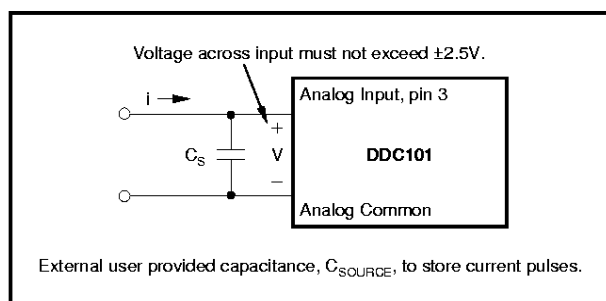 Voltage across input must not exceed ±2.5V.
i
Analog Input, pin 3
+
CS
V
DDC101
–
Analog Common
External user provided capacitance, CSOURCE, to store current pulses.